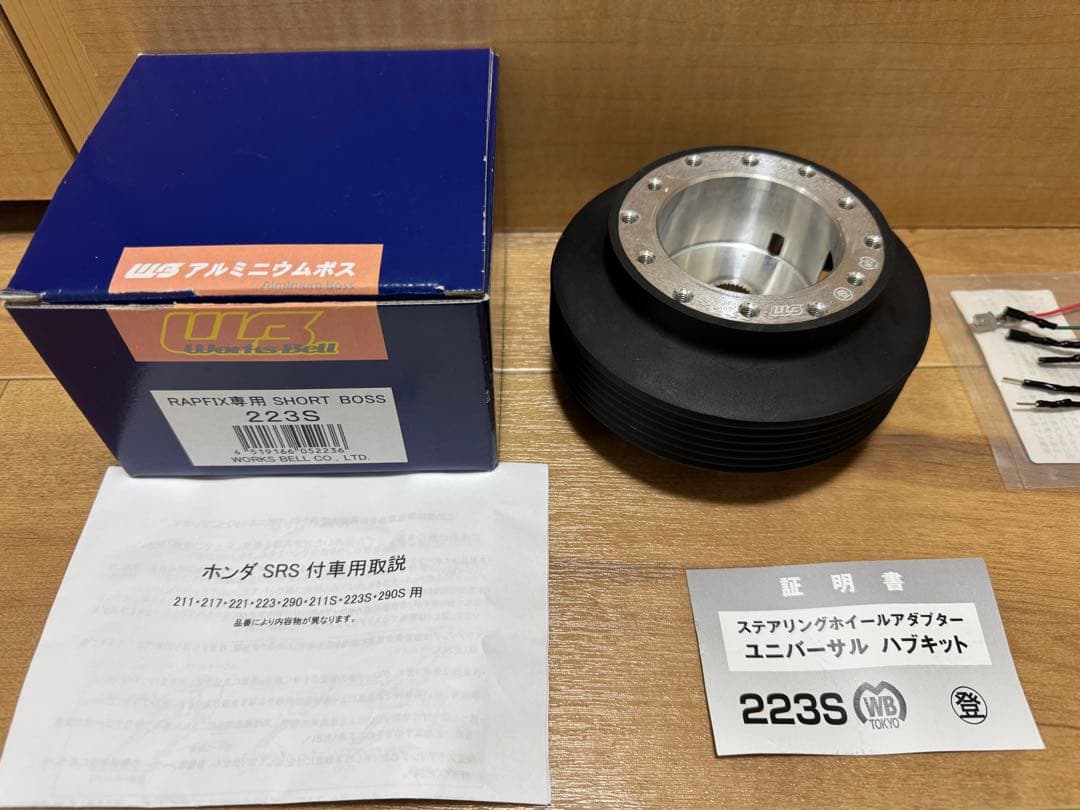 WB アルミニウムボス
Aluminum Boss
WB
Works Bell
RAPFIX専用 SHORT BOSS
223S
4 519166 052236
WORKS BELL CO., LTD.
ホンダ SRS 付車用取説
211・217・221・223・290・211S・223S・290S 用
品番により内容物が異なります。
WB
証明書
ステアリングホイールアダプター
ユニバーサル ハブキット
223S WB TOKYO 登